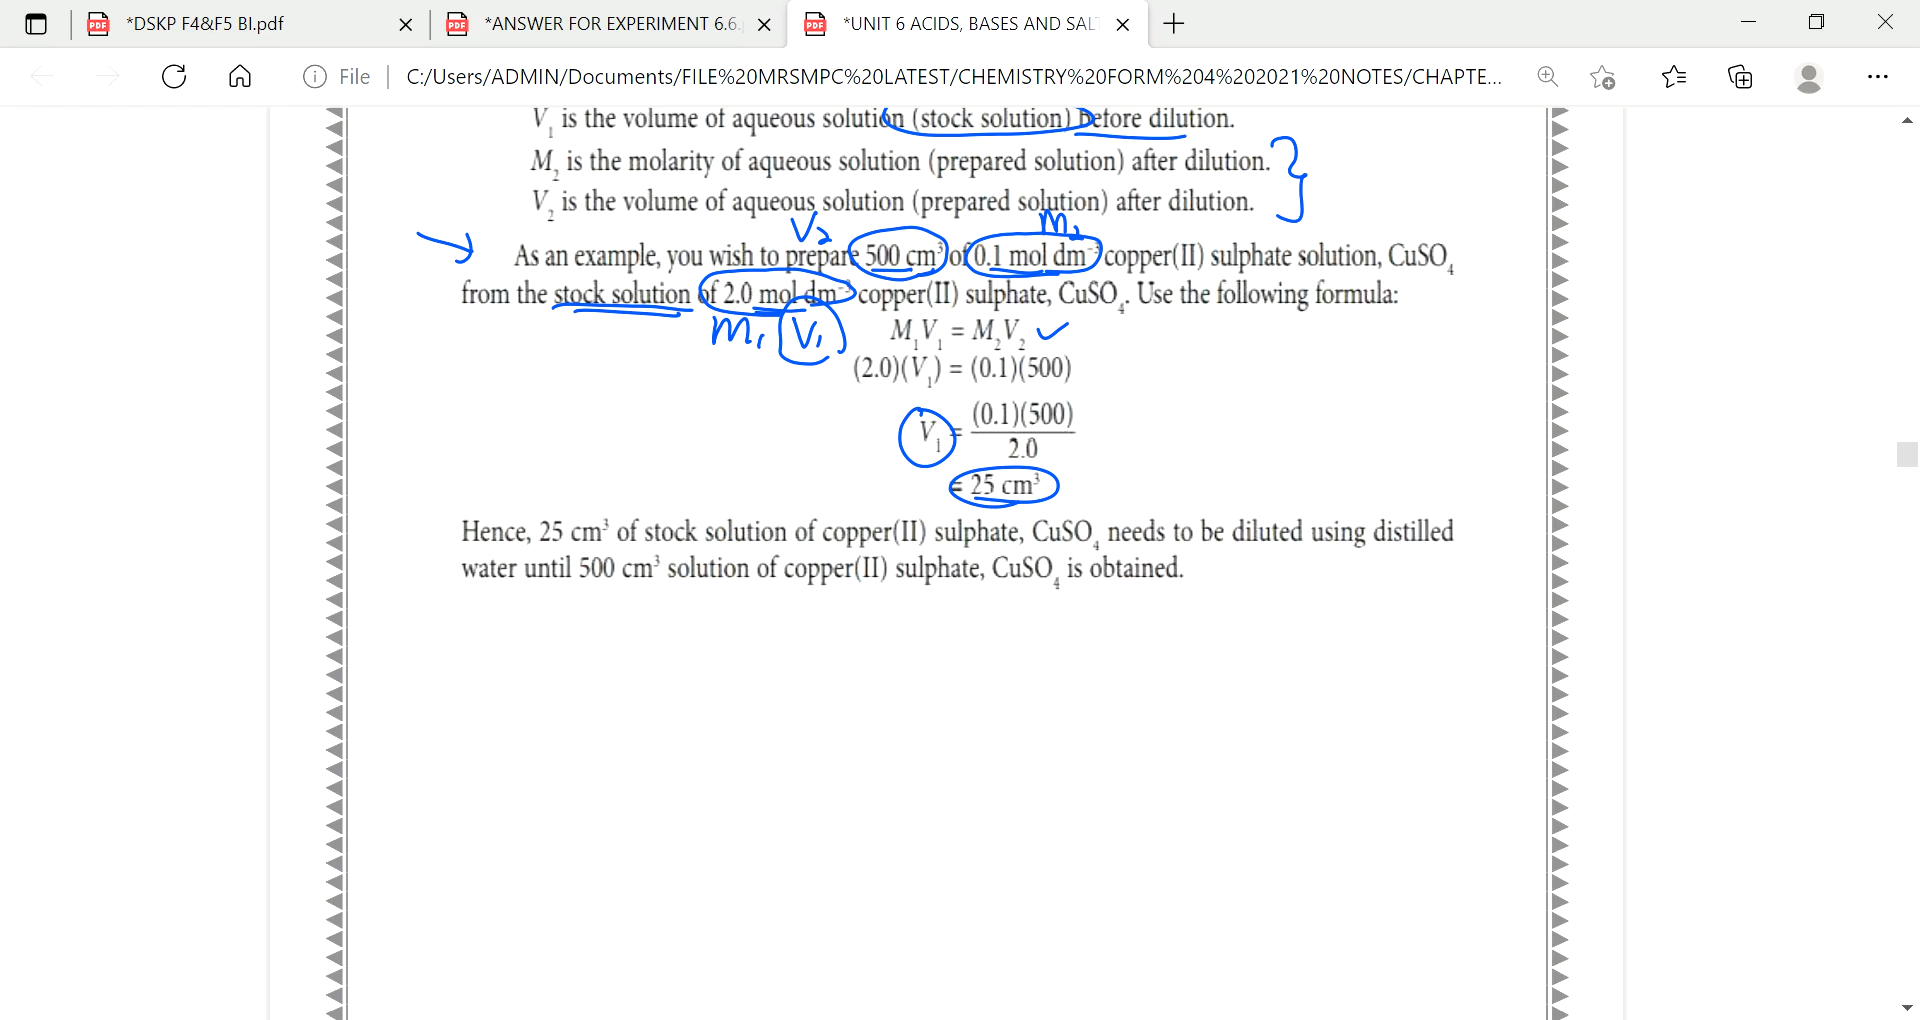 *DSKP F4&F5 BI.pdf
*ANSWER FOR EXPERIMENT 6.6.
*UNIT 6 ACIDS, BASES AND SAL
File
C:/Users/ADMIN/Documents/FILE%20MRSMPC%20LATEST/CHEMISTRY%20FORM%204%202021%20NOTES/CHAPTE...
V₁ is the volume of aqueous solution (stock solution) before dilution.
M₂ is the molarity of aqueous solution (prepared solution) after dilution.
V₂ is the volume of aqueous solution (prepared solution) after dilution.
V₂ M₂
As an example, you wish to prepare 500 cm³ of 0.1 mol dm⁻³ copper(II) sulphate solution, CuSO₄
from the stock solution of 2.0 mol dm⁻³ copper(II) sulphate, CuSO₄. Use the following formula:
M₁ V₁
M₁V₁ = M₂V₂
(2.0)(V₁) = (0.1)(500)
V₁ = (0.1)(500)
2.0
= 25 cm³
Hence, 25 cm³ of stock solution of copper(II) sulphate, CuSO₄ needs to be diluted using distilled
water until 500 cm³ solution of copper(II) sulphate, CuSO₄ is obtained.